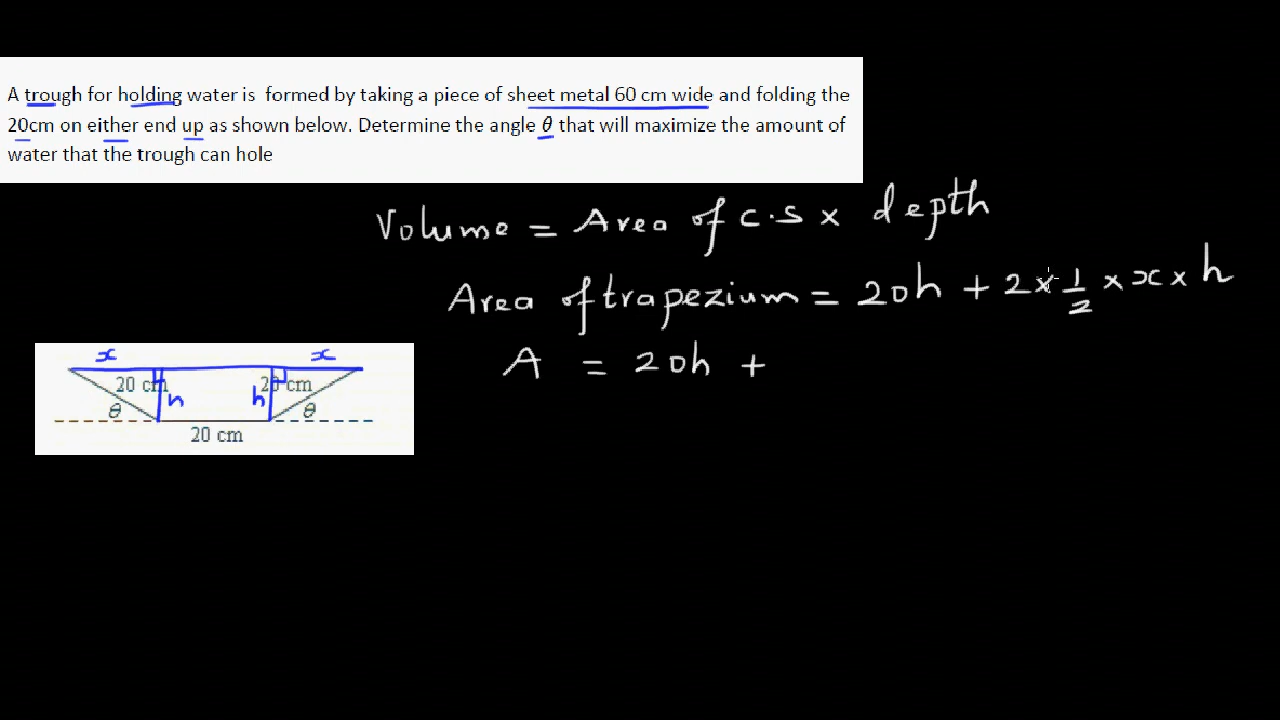 A trough for holding water is formed by taking a piece of sheet metal 60 cm wide and folding the
20cm on either end up as shown below. Determine the angle θ that will maximize the amount of
water that the trough can hole
Volume = Area of c.s x depth
Area of trapezium = 20h + 2 x 1/2 x x x h
A = 20h +
x x
20 cm 20 cm
h h
θ θ
20 cm